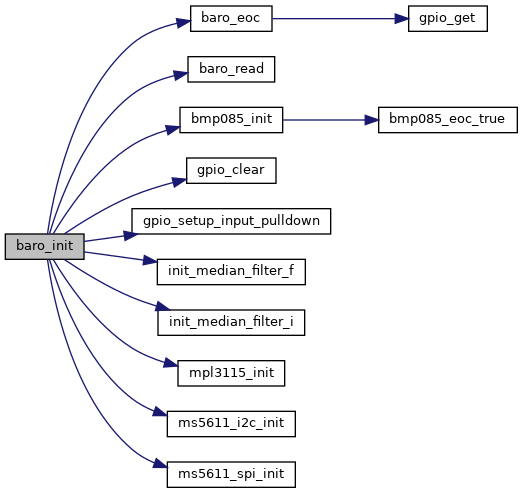 baro_eoc
gpio_get
baro_read
bmp085_init
bmp085_eoc_true
gpio_clear
gpio_setup_input_pulldown
baro_init
init_median_filter_f
init_median_filter_i
mpl3115_init
ms5611_i2c_init
ms5611_spi_init